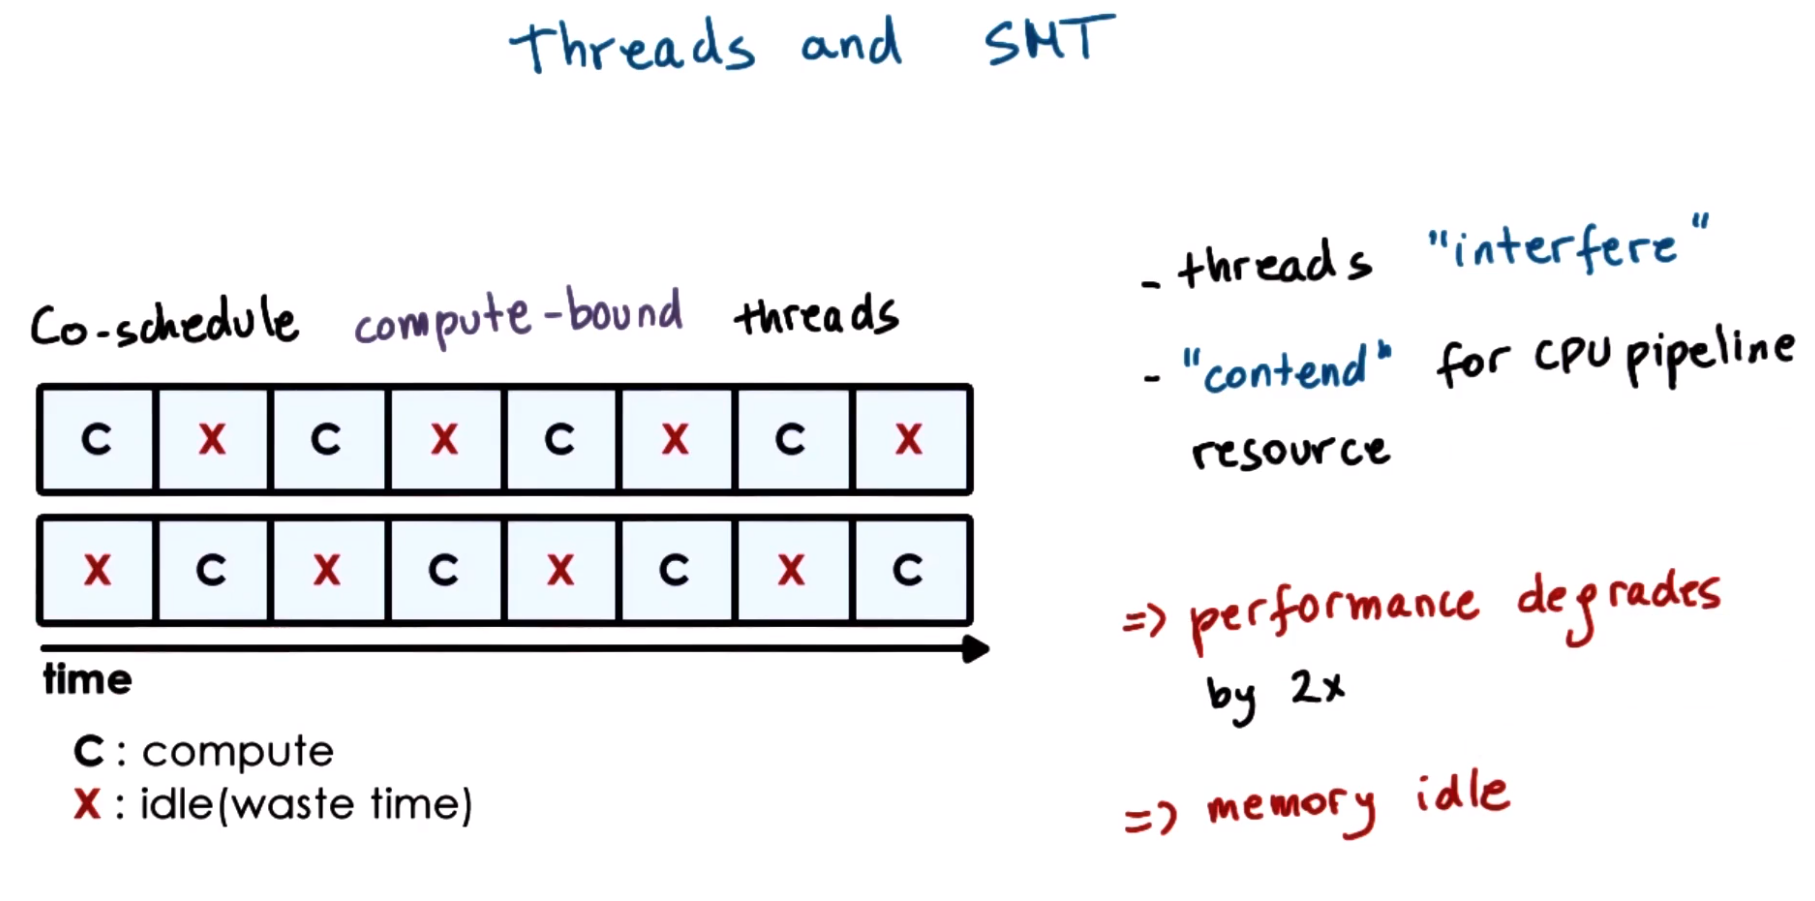 Threads and SMT
Co-schedule compute-bound threads
C X C X C X C X
X C X C X C X C
time
C : compute
X : idle(waste time)
- threads "interfere"
- "contend" for CPU pipeline
resource
=> performance degrades
by 2x
=> memory idle